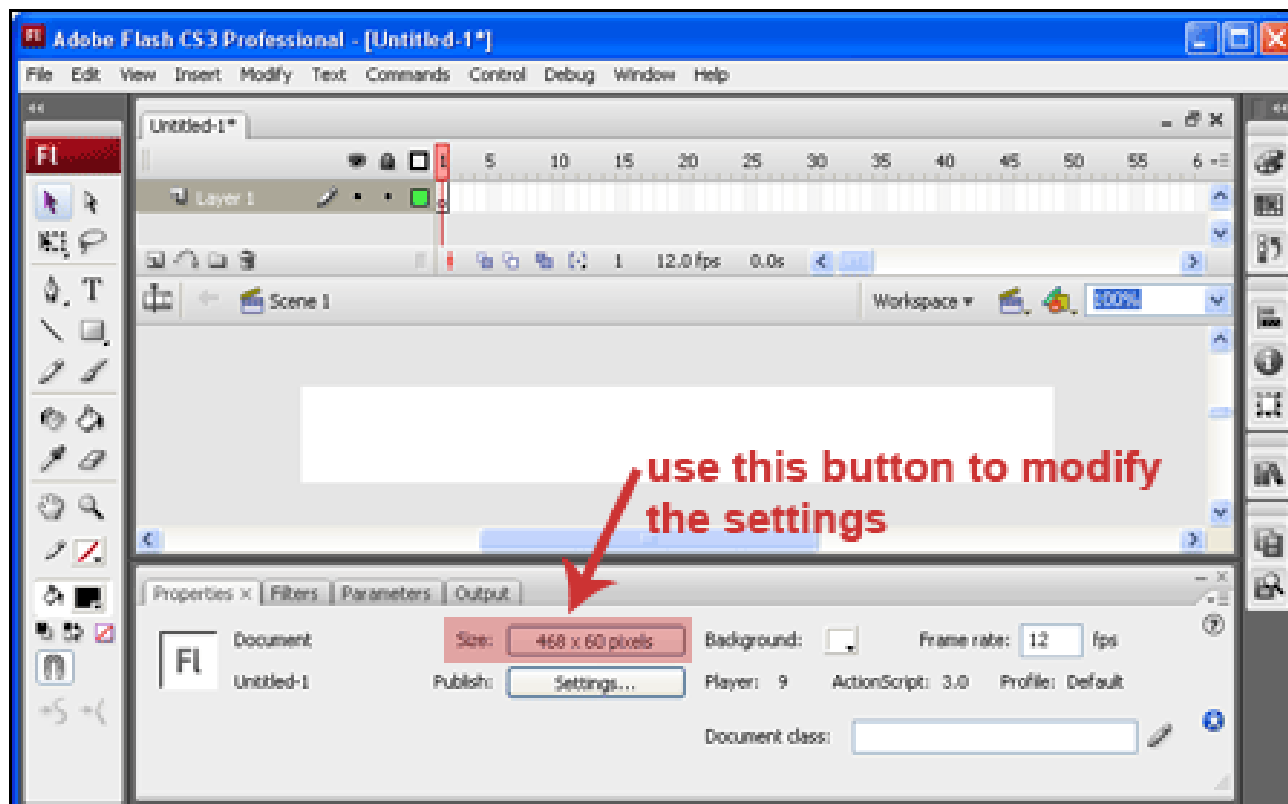 Fl Adobe Flash CS3 Professional - [Untitled-1*]
File Edit View Insert Modify Text Commands Control Debug Window Help
Untitled-1*
Fl
1 5 10 15 20 25 30 35 40 45 50 55 6
Layer 1
1 12.0 fps 0.0s
Scene 1
Workspace
100%
T
use this button to modify
the settings
Properties x Filters Parameters Output
Fl
Document
Size: 468 x 60 pixels
Background:
Frame rate: 12 fps
Untitled-1
Publish: Settings...
Player: 9 ActionScript: 3.0 Profile: Default
Document class: